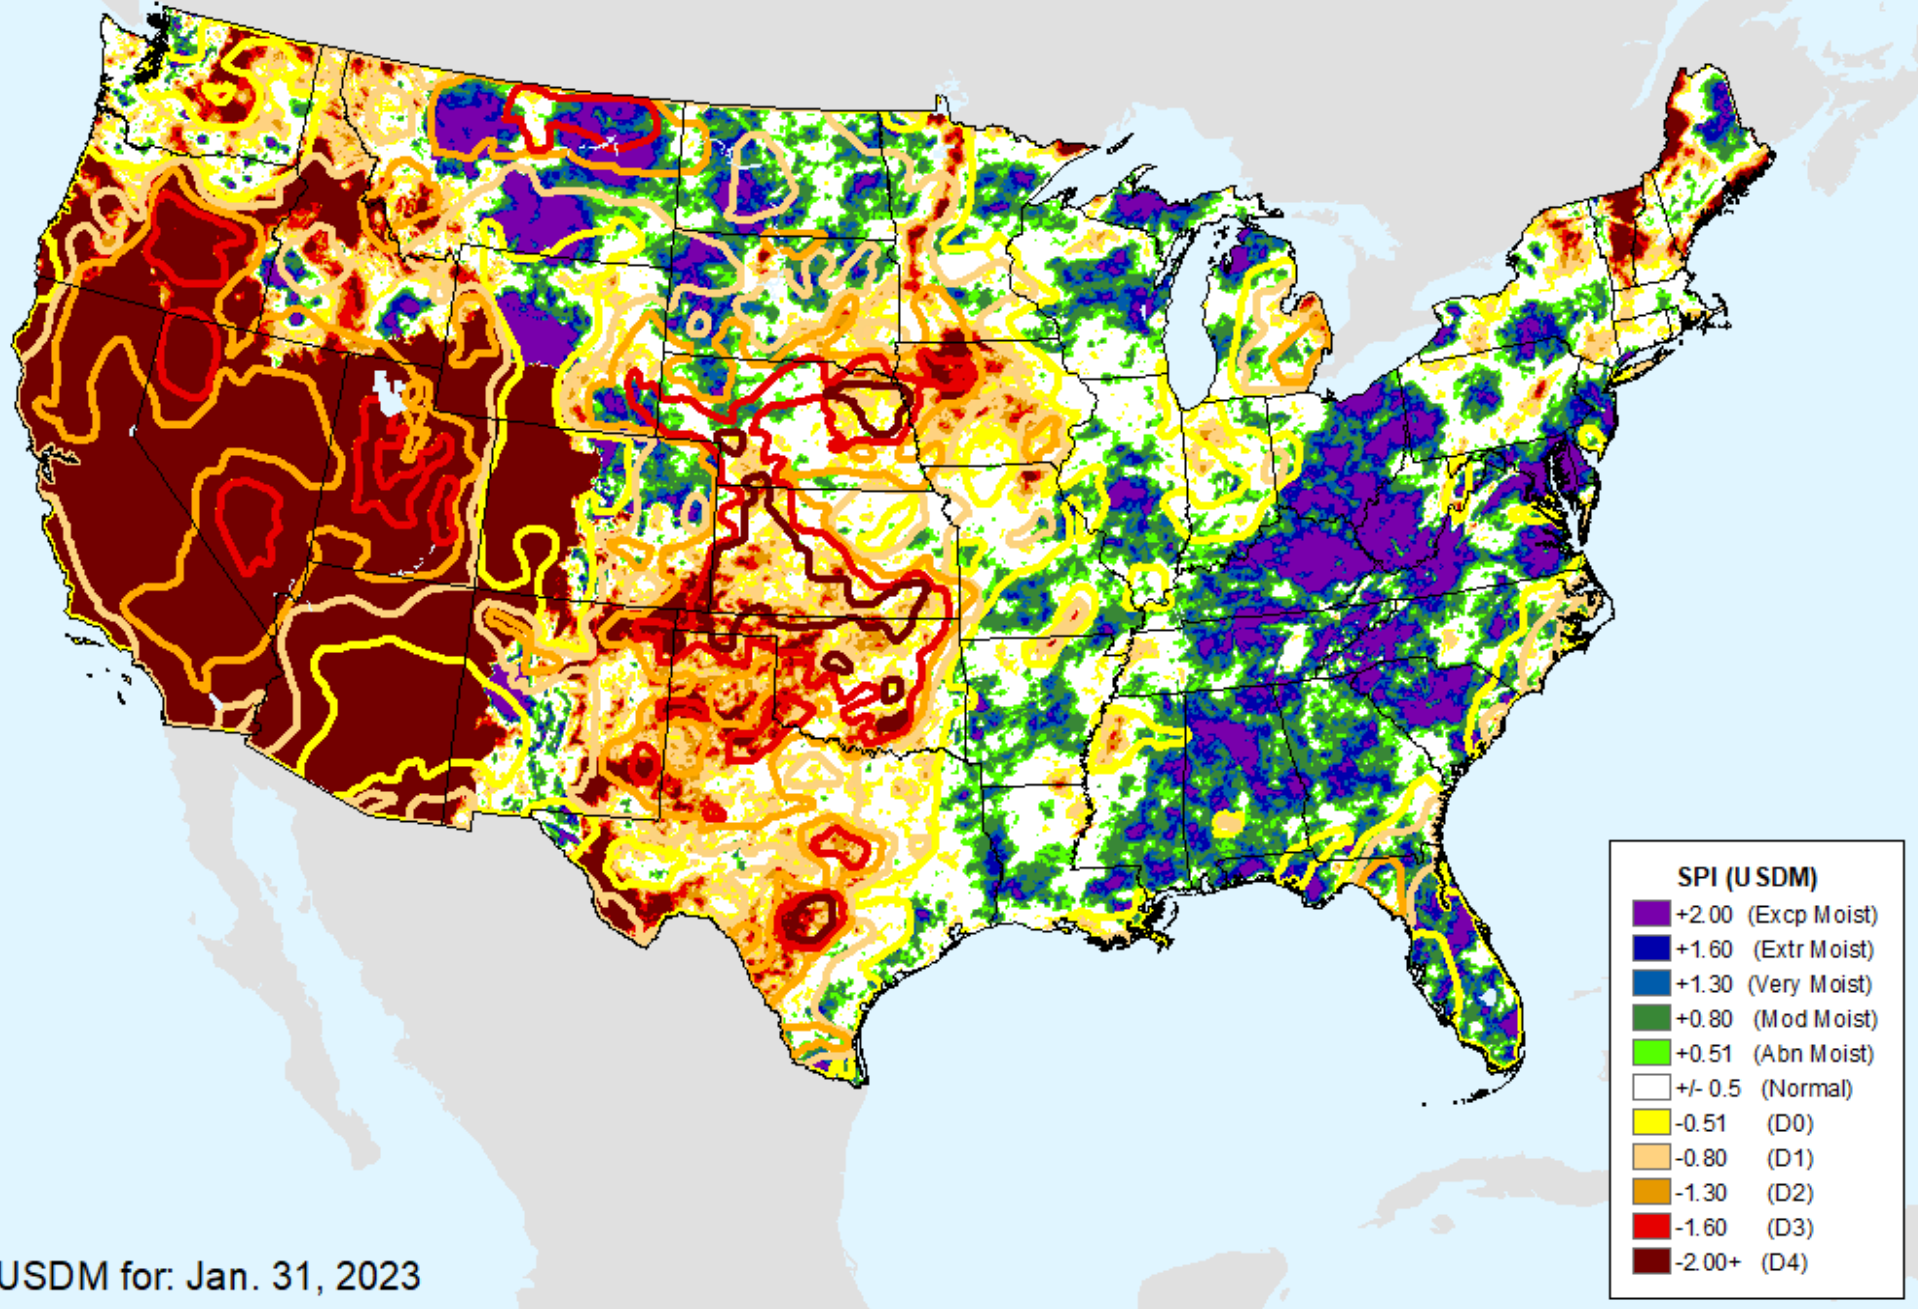 SPI (USDM)
+2.00 (Excp Moist)
+1.60 (Extr Moist)
+1.30 (Very Moist)
+0.80 (Mod Moist)
+0.51 (Abn Moist)
+/- 0.5 (Normal)
-0.51 (D0)
-0.80 (D1)
-1.30 (D2)
-1.60 (D3)
-2.00+ (D4)
USDM for: Jan. 31, 2023